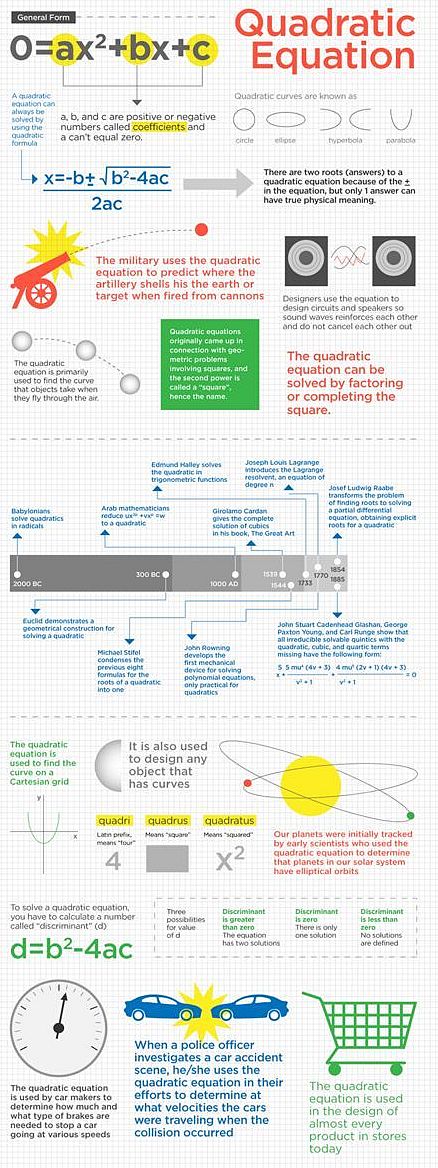 General Form
0=ax²+bx+c
Quadratic
Equation
A quadratic
equation can
always be
solved by
using the
quadratic
formula
a, b, and c are positive or negative
numbers called coefficients and
a can't equal zero.
Quadratic curves are known as
circle
ellipse
hyperbola
parabola
x=-b± √b²-4ac
2ac
There are two roots (answers) to a
quadratic equation because of the ±
in the equation, but only 1 answer can
have true physical meaning.
The military uses the quadratic
equation to predict where the
artillery shells his the earth or
target when fired from cannons
Designers use the equation to
design circuits and speakers so
sound waves reinforces each other
and do not cancel each other out
The quadratic
equation is primarily
used to find the curve
that objects take when
they fly through the air.
Quadratic equations
originally came up in
connection with geo-
metric problems
involving squares, and
the second power is
called a "square",
hence the name.
The quadratic
equation can be
solved by factoring
or completing the
square.
Babylonians
solve quadratics
in radicals
Arab mathematicians
reduce
to a quadratic
Edmund Halley solves
the quadratic in
trigonometric functions
Girolamo Cardan
gives the complete
solution of cubics
in his book, The Great Art
Joseph Louis Lagrange
introduces the Lagrange
resolvent, an equation of
degree n
Josef Ludwig Raabe
transforms the problem
of finding roots to solving
a partial differential
equation, obtaining explicit
roots for a quadratic
2000 BC
300 BC
1000 AD
1539
1544
1733
1770
1854
1885
Euclid demonstrates a
geometrical construction for
solving a quadratic
Michael Stifel
condenses the
previous eight
formulas for the
roots of a quadratic
into one
John Rowning
develops the
first mechanical
device for solving
polynomial equations,
only practical for
quadratics
John Stuart Cadenhead Glashan, George
Paxton Young, and Carl Runge show that
all irreducible solvable quintics with the
quadratic, cubic, and quartic terms
missing have the following form:
5 5 mu⁴ (4v + 3) 4 mu⁵ (2v + 1) (4v + 3)
x + + = 0
v² + 1 v² + 1
The quadratic
equation is
used to find the
curve on a
Cartesian grid
y
x
It is also used
to design any
object that
has curves
quadri
Latin prefix,
means "four"
4
quadrus
Means "square"
quadratus
Means "squared"
x²
Our planets were initially tracked
by early scientists who used the
quadratic equation to determine
that planets in our solar system
have elliptical orbits
To solve a quadratic equation,
you have to calculate a number
called "discriminant" (d)
d=b²-4ac
Three
possibilities
for value
of d
Discriminant
is greater
than zero
The equation
has two solutions
Discriminant
is zero
There is only
one solution
Discriminant
is less than
zero
No solutions
are defined
The quadratic equation
is used by car makers to
determine how much and
what type of brakes are
needed to stop a car
going at various speeds
When a police officer
investigates a car accident
scene, he/she uses the
quadratic equation in their
efforts to determine at
what velocities the cars
were traveling when the
collision occurred
The quadratic
equation is used
in the design of
almost every
product in stores
today